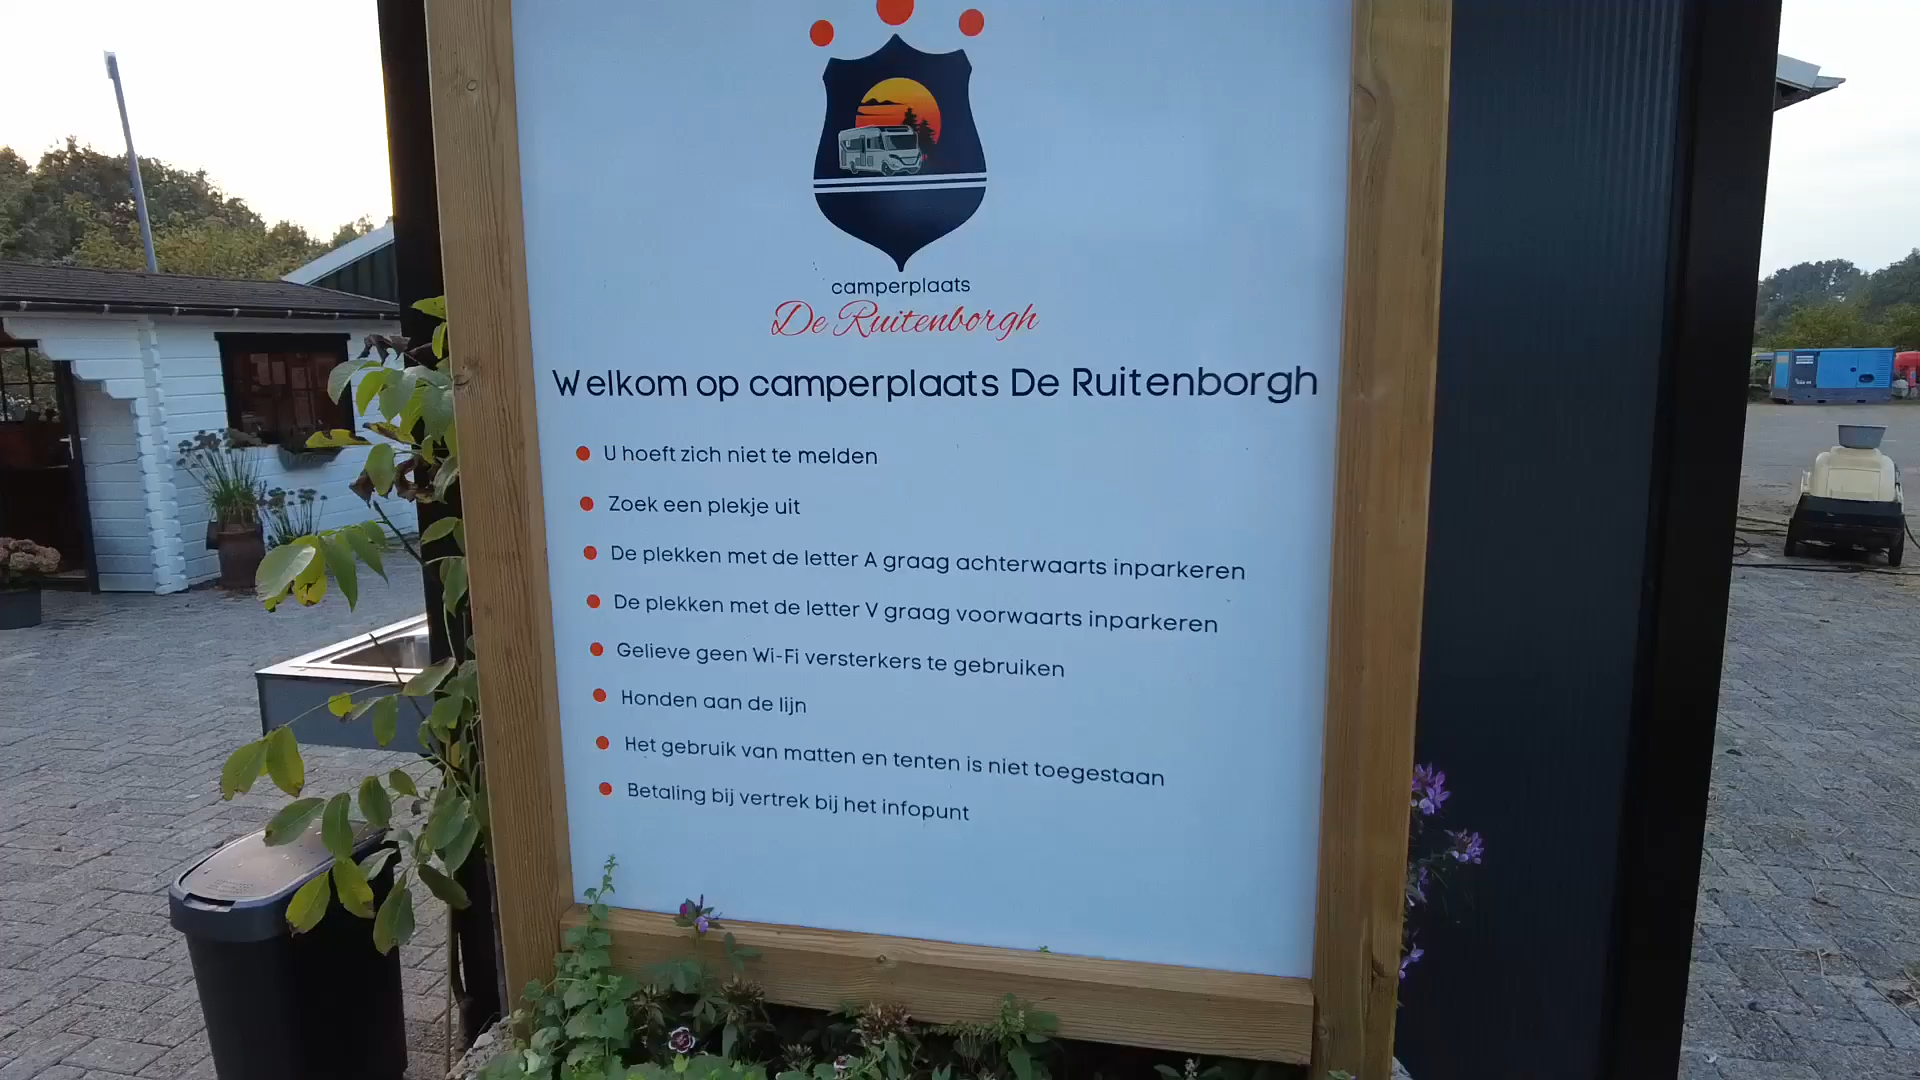 camperplaats
De Ruitenborgh
Welkom op camperplaats De Ruitenborgh
U hoeft zich niet te melden
Zoek een plekje uit
De plekken met de letter A graag achterwaarts inparkeren
De plekken met de letter V graag voorwaarts inparkeren
Gelieve geen Wi-Fi versterkers te gebruiken
Honden aan de lijn
Het gebruik van matten en tenten is niet toegestaan
Betaling bij vertrek bij het infopunt